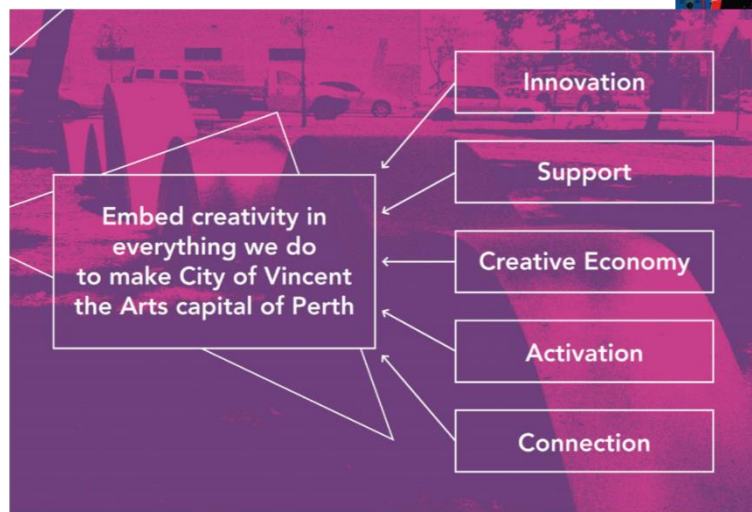 Embed creativity in
everything we do
to make City of Vincent
the Arts capital of Perth
Innovation
Support
Creative Economy
Activation
Connection